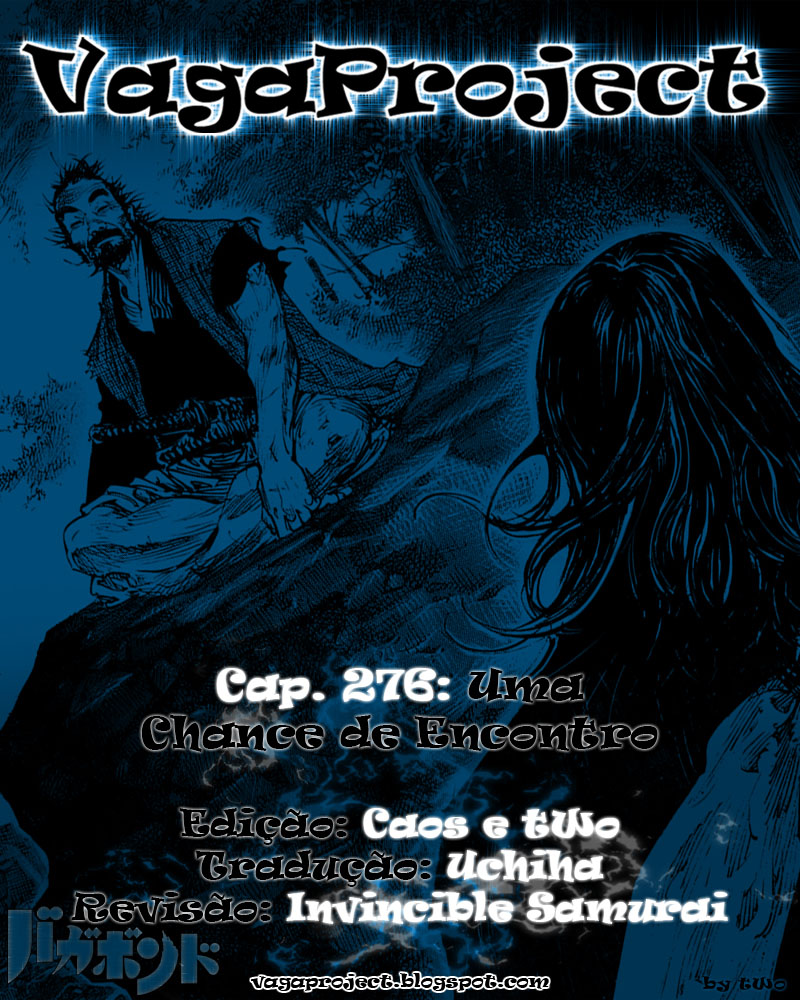 VagaProject
Cap. 276: Uma
Chance de Encontro
Edição: Caos e tWo
Tradução: Uchiha
Revisão: Invincible Samurai
バガボンド
vagaproject.blogspot.com
by tWo